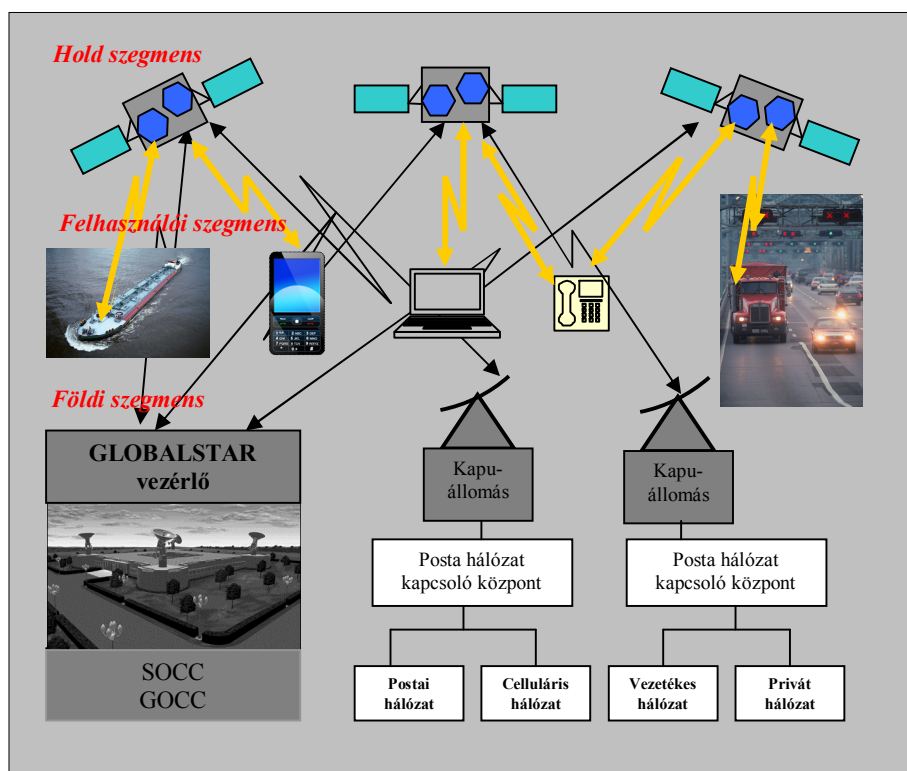 Hold szegmens
Felhasználói szegmens
Földi szegmens
GLOBALSTAR
vezérlő
SOCC
GOCC
Kapu-
állomás
Kapu-
állomás
Posta hálózat
kapcsoló központ
Posta hálózat
kapcsoló központ
Postai
hálózat
Celluláris
hálózat
Vezetékes
hálózat
Privát
hálózat